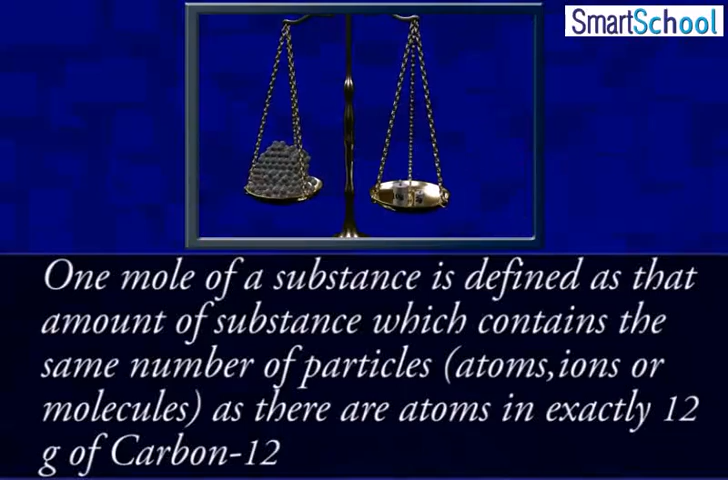 SmartSchool
One mole of a substance is defined as that
amount of substance which contains the
same number of particles (atoms,ions or
molecules) as there are atoms in exactly 12
g of Carbon-12